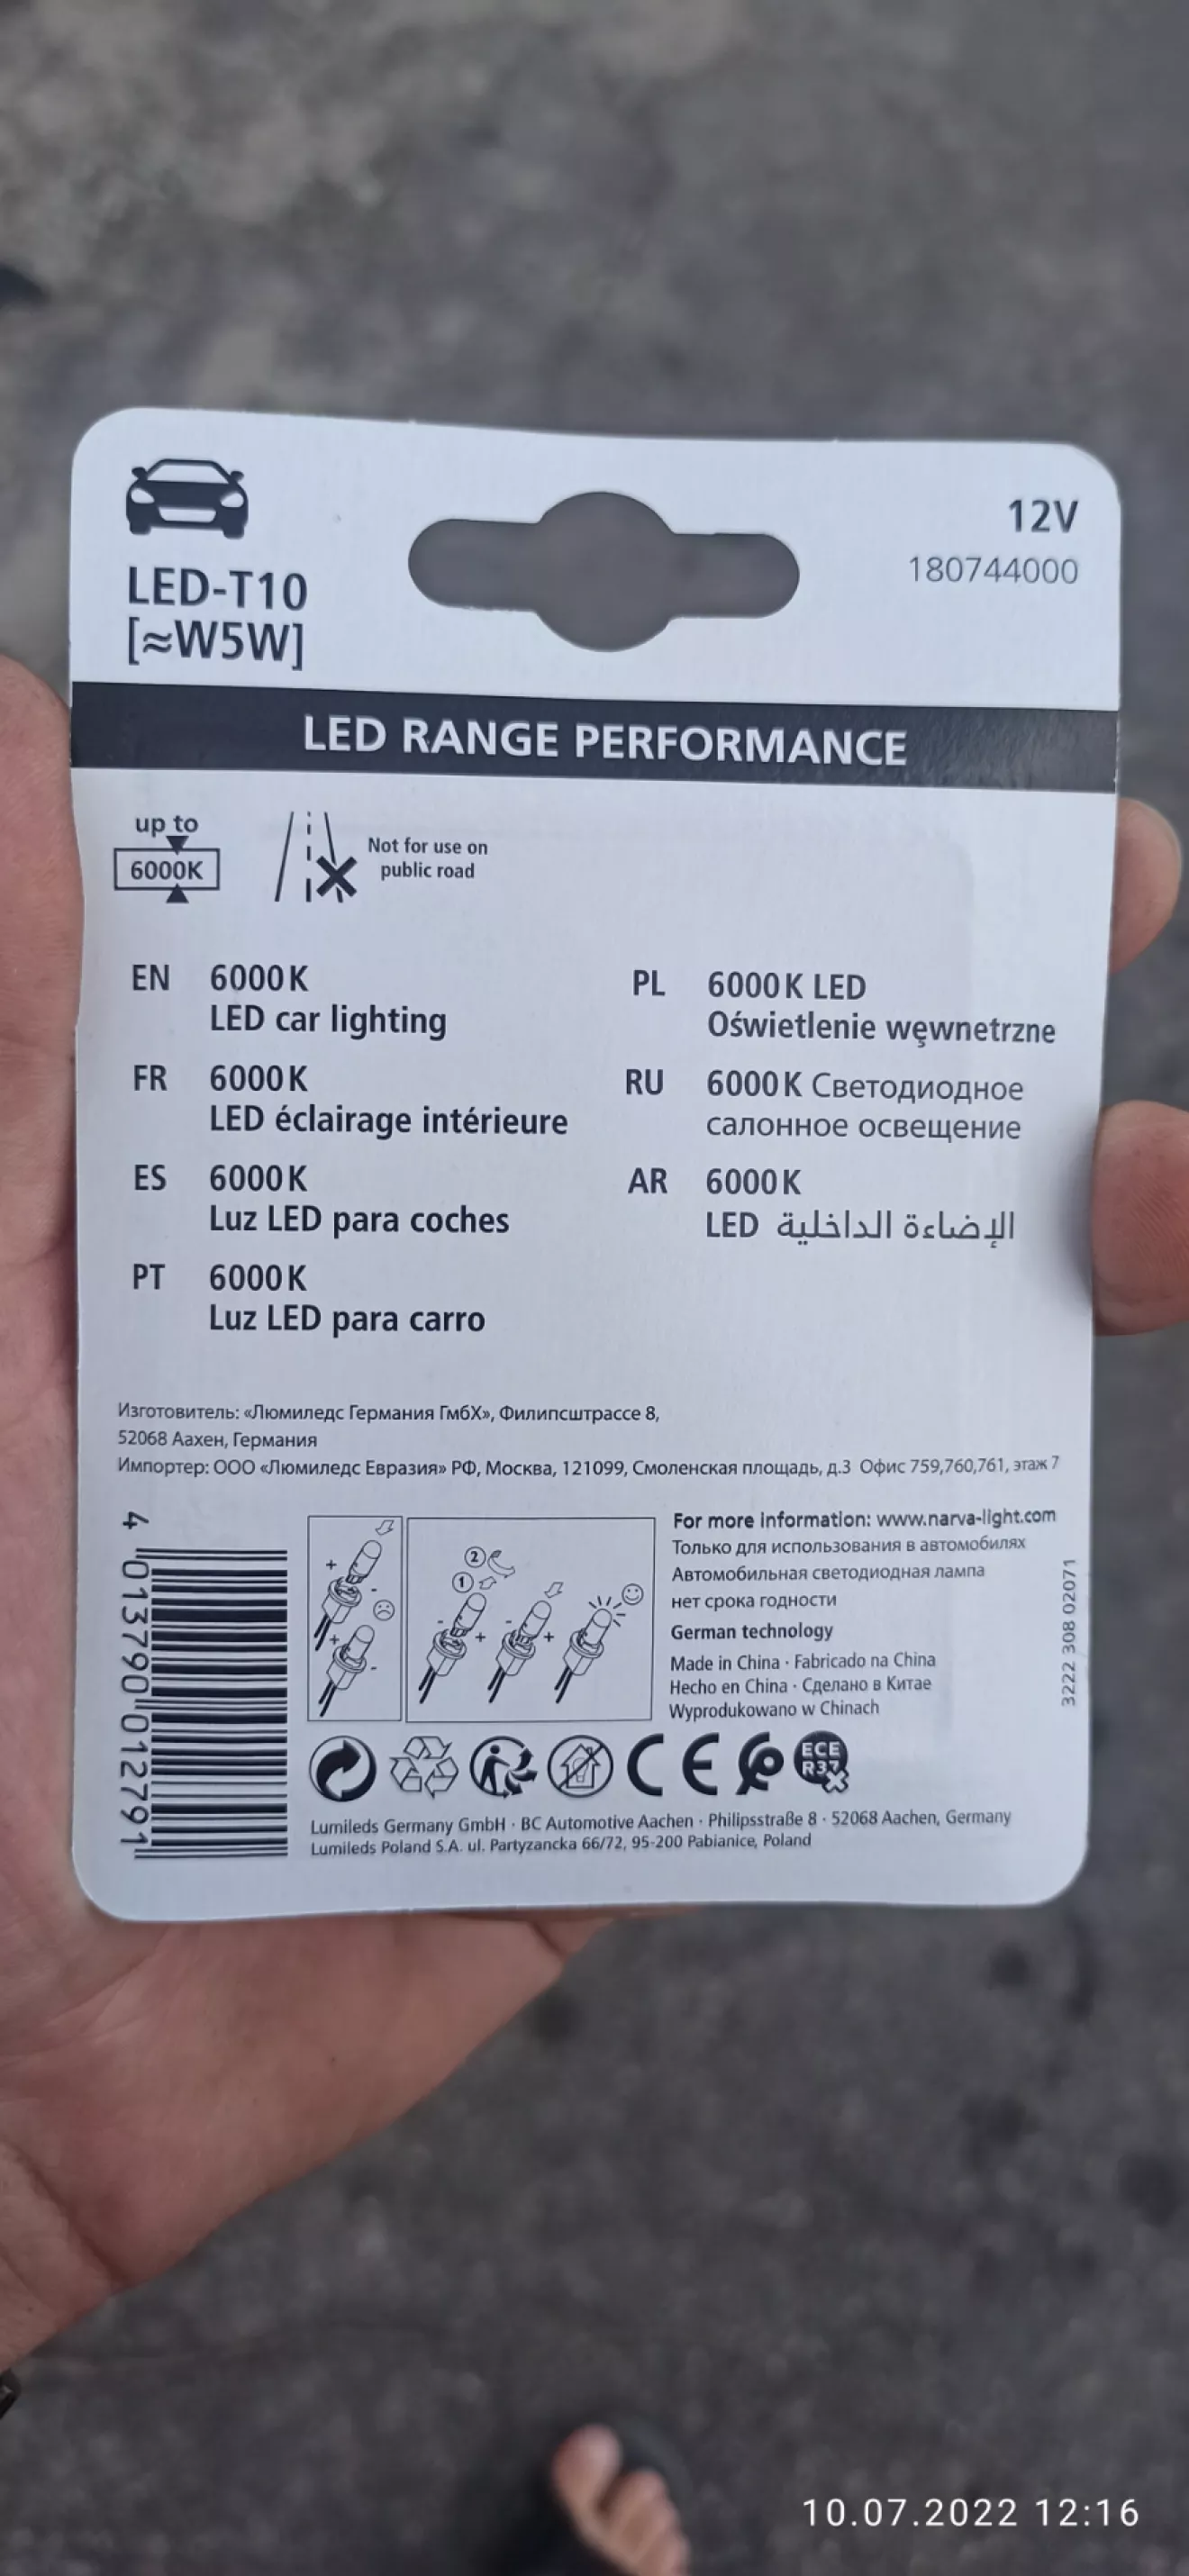 LED-T10
[≈W5W]
12V
180744000
LED RANGE PERFORMANCE
up to
6000K
Not for use on
public road
EN 6000K
LED car lighting
FR 6000K
LED éclairage intérieure
ES 6000K
Luz LED para coches
PT 6000K
Luz LED para carro
PL 6000K LED
Oświetlenie węwnetrzne
RU 6000K Светодиодное
салонное освещение
AR 6000K
LED الإضاءة الداخلية
Изготовитель: «Люмиледс Германия ГмбХ», Филипсштрассе 8,
52068 Аахен, Германия
Импортер: ООО «Люмиледс Евразия» РФ, Москва, 121099, Смоленская площадь, д.3 Офис 759,760,761, этаж 7
4 013790 012791
+
-
+
-
2
1
-
+
-
+
For more information: www.narva-light.com
Только для использования в автомобилях
Автомобильная светодиодная лампа
нет срока годности
German technology
Made in China · Fabricado na China
Hecho en China · Сделано в Китае
Wyprodukowano w Chinach
3222 308 02071
CE
ECE
R37
Lumileds Germany GmbH · BC Automotive Aachen · Philipsstraße 8 · 52068 Aachen, Germany
Lumileds Poland S.A. ul. Partyzancka 66/72, 95-200 Pabianice, Poland
10.07.2022 12:16